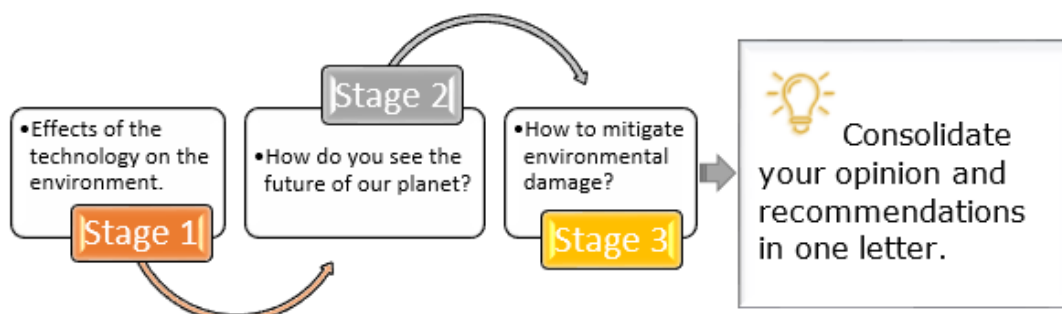 •Effects of the
technology on the
environment.
Stage 1
Stage 2
•How do you see the
future of our planet?
•How to mitigate
environmental
damage?
Stage 3
Consolidate
your opinion and
recommendations
in one letter.